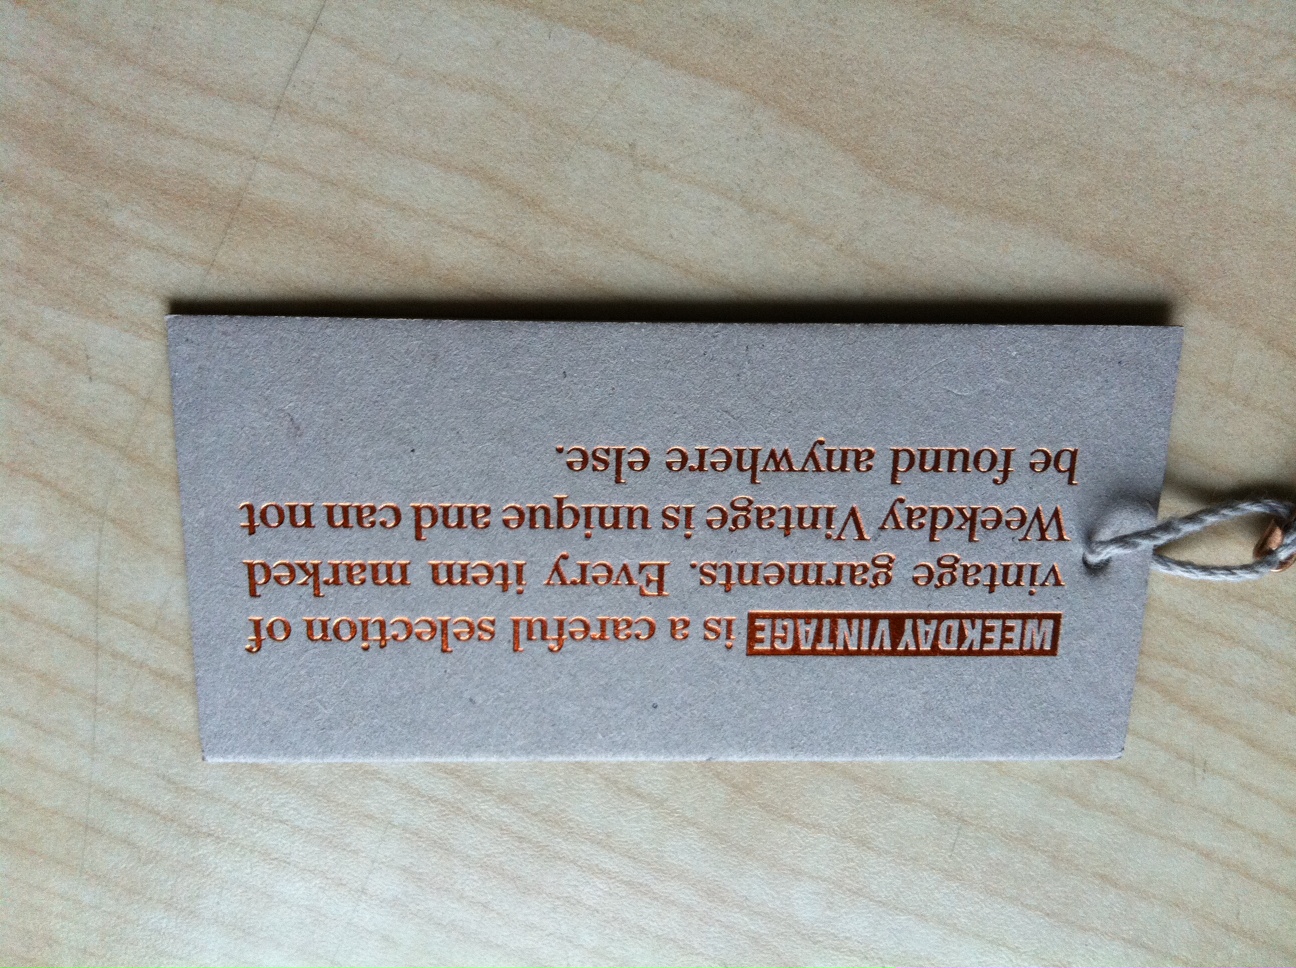 WEEKDAY VINTAGE is a careful selection of
vintage garments. Every item marked
Weekday Vintage is unique and can not
be found anywhere else.